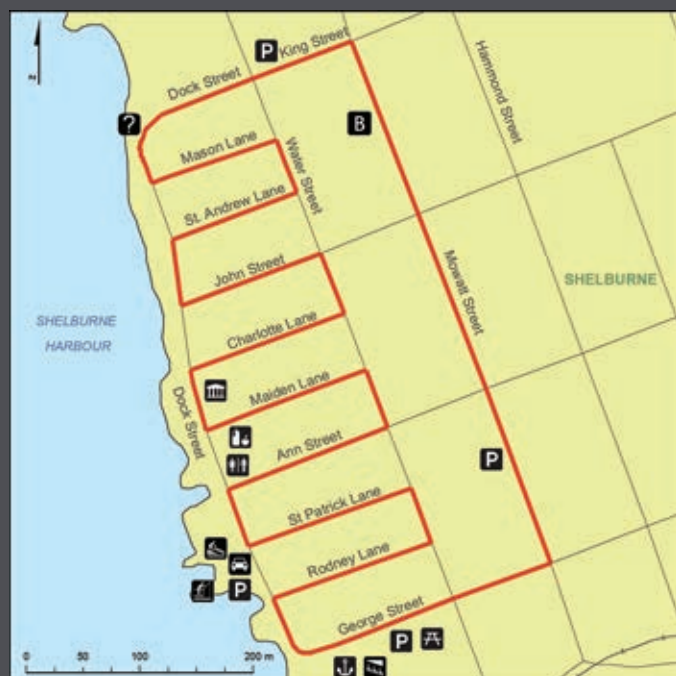 N
P
King Street
Dock Street
Hammond Street
?
B
Mason Lane
Water Street
St. Andrew Lane
John Street
Mowatt Street
SHELBURNE
SHELBURNE
HARBOUR
Charlotte Lane
Maiden Lane
Dock Street
Ann Street
P
St Patrick Lane
Rodney Lane
P
George Street
P
0 50 100 200 m